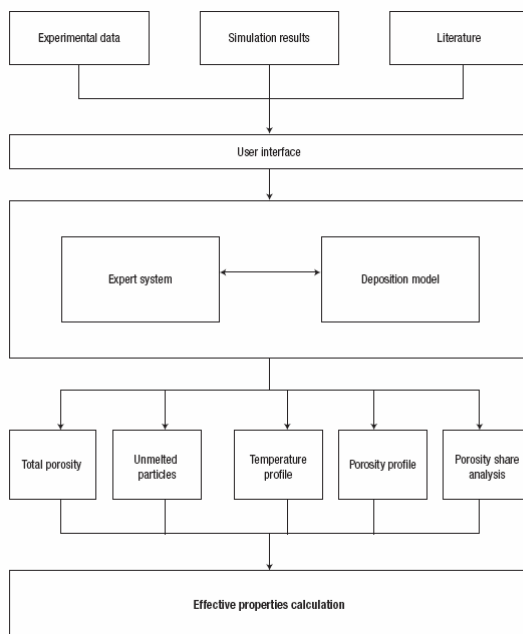 Experimental data
Simulation results
Literature
User interface
Expert system
Deposition model
Total porosity
Unmelted
particles
Temperature
profile
Porosity profile
Porosity share
analysis
Effective properties calculation